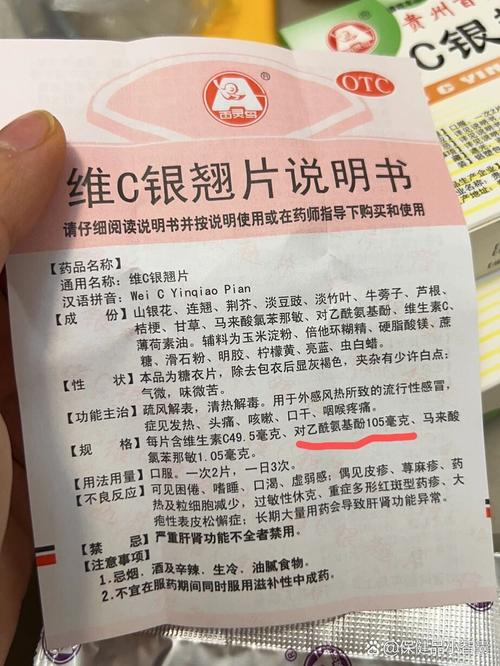 贵州百
C银
C YIN
百灵鸟
®
OTC
维C银翘片说明书
请仔细阅读说明书并按说明使用或在药师指导下购买和使用
【药品名称】
通用名称：维C银翘片
汉语拼音：Wei C Yinqiao Pian
【成　份】山银花、连翘、荆芥、淡豆豉、淡竹叶、牛蒡子、芦根、
桔梗、甘草、马来酸氯苯那敏、对乙酰氨基酚、维生素C、
薄荷素油。辅料为玉米淀粉、倍他环糊精、硬脂酸镁、蔗
糖、滑石粉、明胶、柠檬黄、亮蓝、虫白蜡。
【性　状】本品为糖衣片，除去包衣后显灰褐色，夹杂有少许白点；
气微，味微苦。
【功能主治】疏风解表，清热解毒。用于外感风热所致的流行性感冒，
症见发热、头痛、咳嗽、口干、咽喉疼痛。
【规　格】每片含维生素C49.5毫克、对乙酰氨基酚105毫克、马来酸
氯苯那敏1.05毫克。
【用法用量】口服。一次2片，一日3次。
【不良反应】可见困倦、嗜睡、口渴、虚弱感；偶见皮疹、荨麻疹、药
热及粒细胞减少，过敏性休克、重症多形红斑型药疹、大
疱性表皮松懈症；长期大量用药会导致肝肾功能异常。
【禁　忌】严重肝肾功能不全者禁用。
【注意事项】
1.忌烟、酒及辛辣、生冷、油腻食物。
2.不宜在服药期间同时服用滋补性中成药。